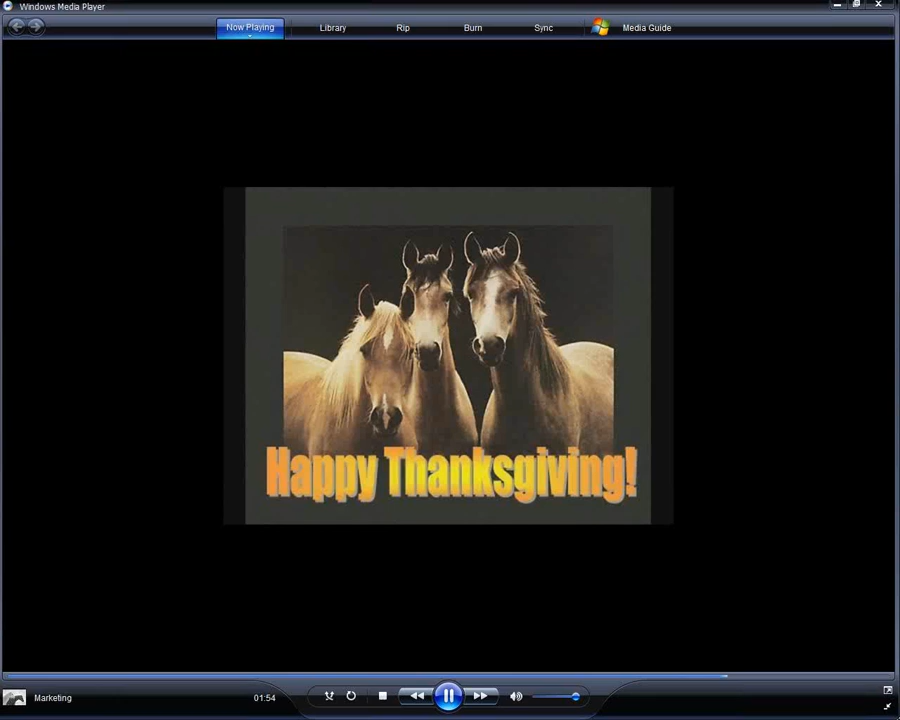 Windows Media Player
Now Playing Library Rip Burn Sync Media Guide
Happy Thanksgiving!
Marketing 01:54